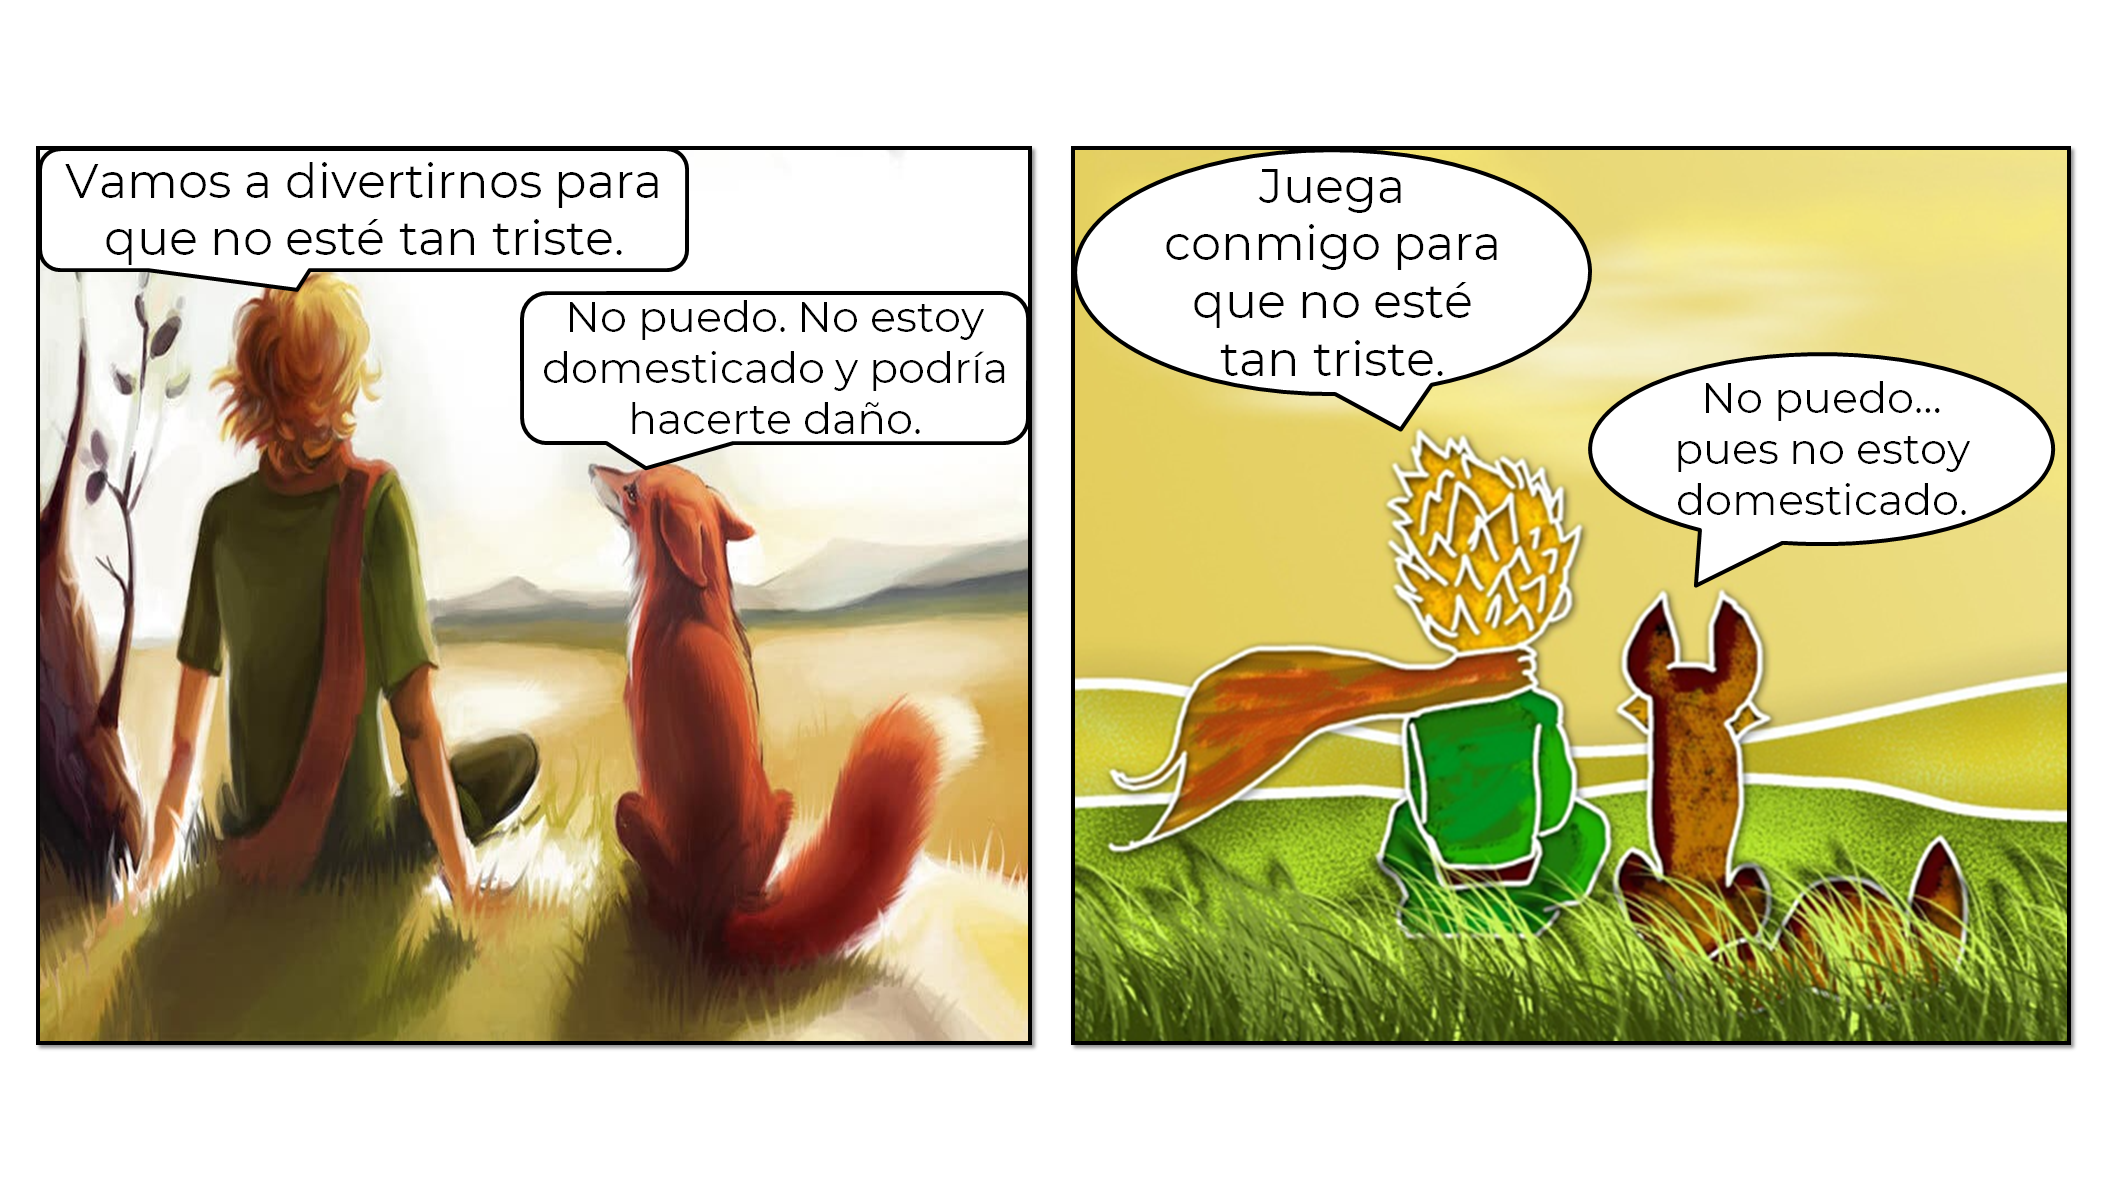 Vamos a divertirnos para
que no esté tan triste.
No puedo. No estoy
domesticado y podría
hacerte daño.
Juega
conmigo para
que no esté
tan triste.
No puedo...
pues no estoy
domesticado.